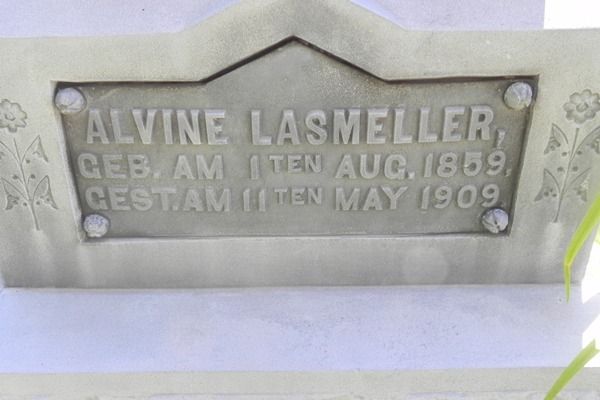 ALVINE LASMELLER,
GEB. AM 1TEN AUG. 1859,
GEST. AM 11TEN MAY 1909